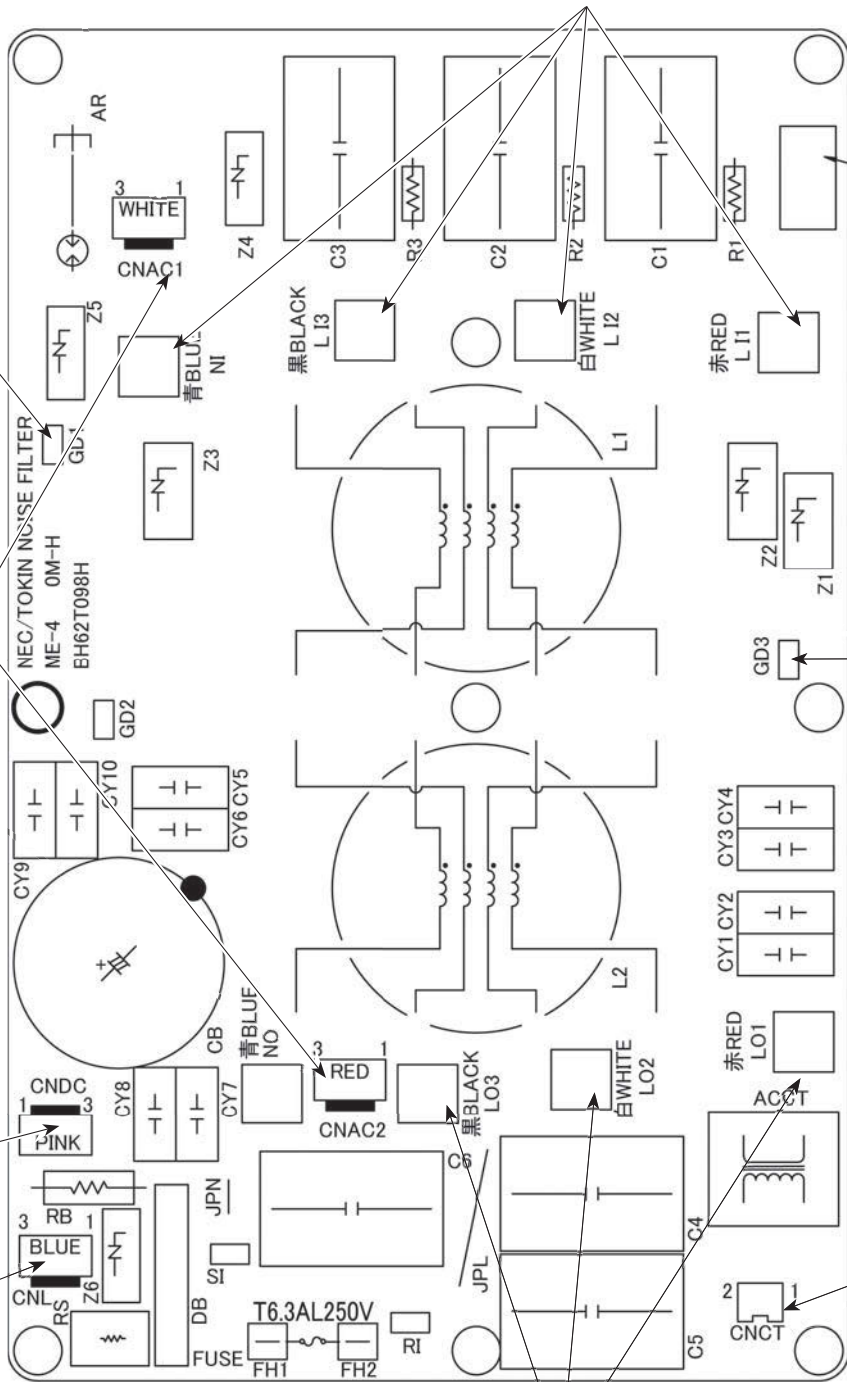 AR
3 1
WHITE
CNAC1
Z4
C3
R3
C2
R2
C1
R1
Z5
青BLUE
NI
黒BLACK
L I3
白WHITE
L I2
赤RED
L I1
GD1
Z3
L1
Z2
Z1
NEC/TOKIN NOISE FILTER
ME-4 0M-H
BH62T098H
GD3
GD2
CY9
CY10
CY6 CY5
CY3 CY4
CY1 CY2
L2
CB
青BLUE
NO
3 1
RED
CNAC2
黒BLACK
LO3
白WHITE
LO2
赤RED
LO1
ACCT
CNDC
1 3
PINK
CY8
CY7
C6
RB
JPN
3 1
BLUE
CNL
Z6
SI
JPL
C4
2 1
CNCT
RS
DB
T6.3AL250V
FUSE
FH1
FH2
RI
C5